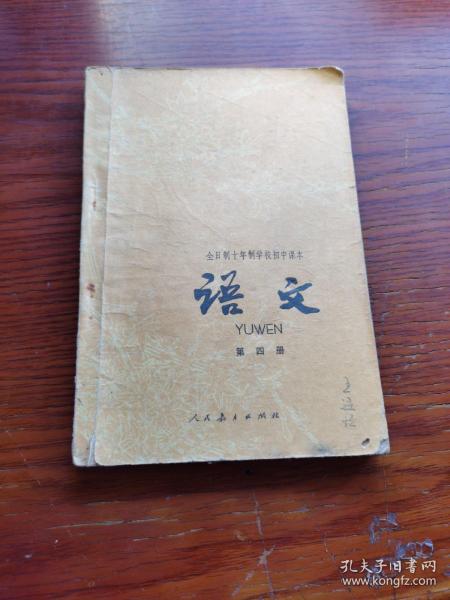 全日制十年制学校初中课本
语文
YUWEN
第四册
人民教育出版社
孔夫子旧书网
www.kongfz.com